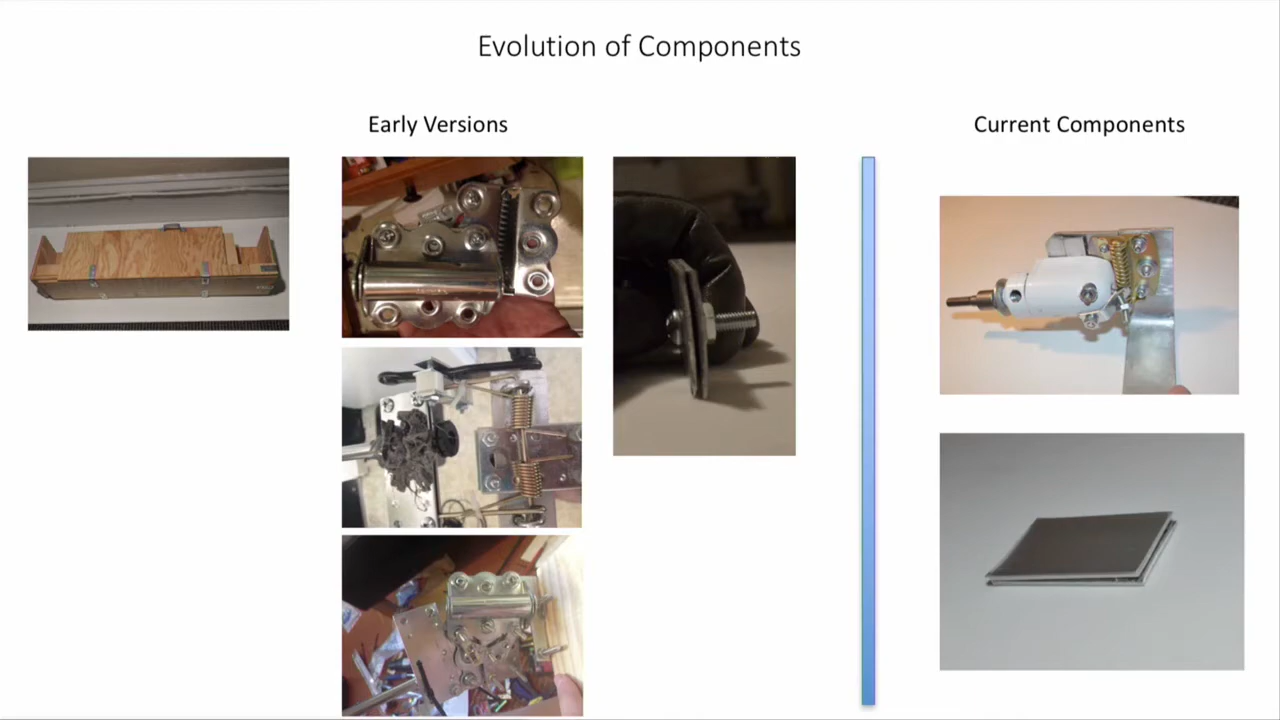 Evolution of Components
Early Versions
Current Components